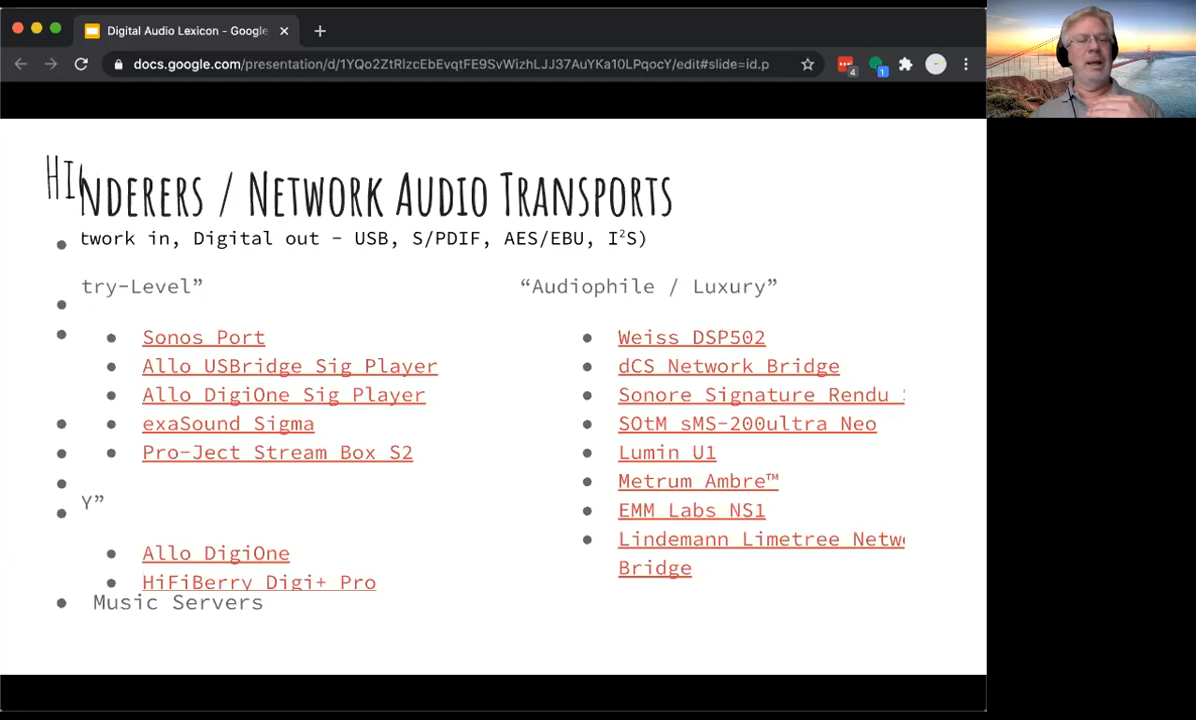 Digital Audio Lexicon - Google
docs.google.com/presentation/d/1YQo2ZtRlzcEbEvqtFE9SvWizhLJJ37AuYKa10LPqocY/edit#slide=id.p
4
1
HI
NDERERS / NETWORK AUDIO TRANSPORTS
twork in, Digital out - USB, S/PDIF, AES/EBU, I²S)
try-Level”
Sonos Port
Allo USBridge Sig Player
Allo DigiOne Sig Player
exaSound Sigma
Pro-Ject Stream Box S2
Y”
Allo DigiOne
HiFiBerry Digi+ Pro
Music Servers
“Audiophile / Luxury”
Weiss DSP502
dCS Network Bridge
Sonore Signature Rendu
SOtM sMS-200ultra Neo
Lumin U1
Metrum Ambre™
EMM Labs NS1
Lindemann Limetree Netw
Bridge